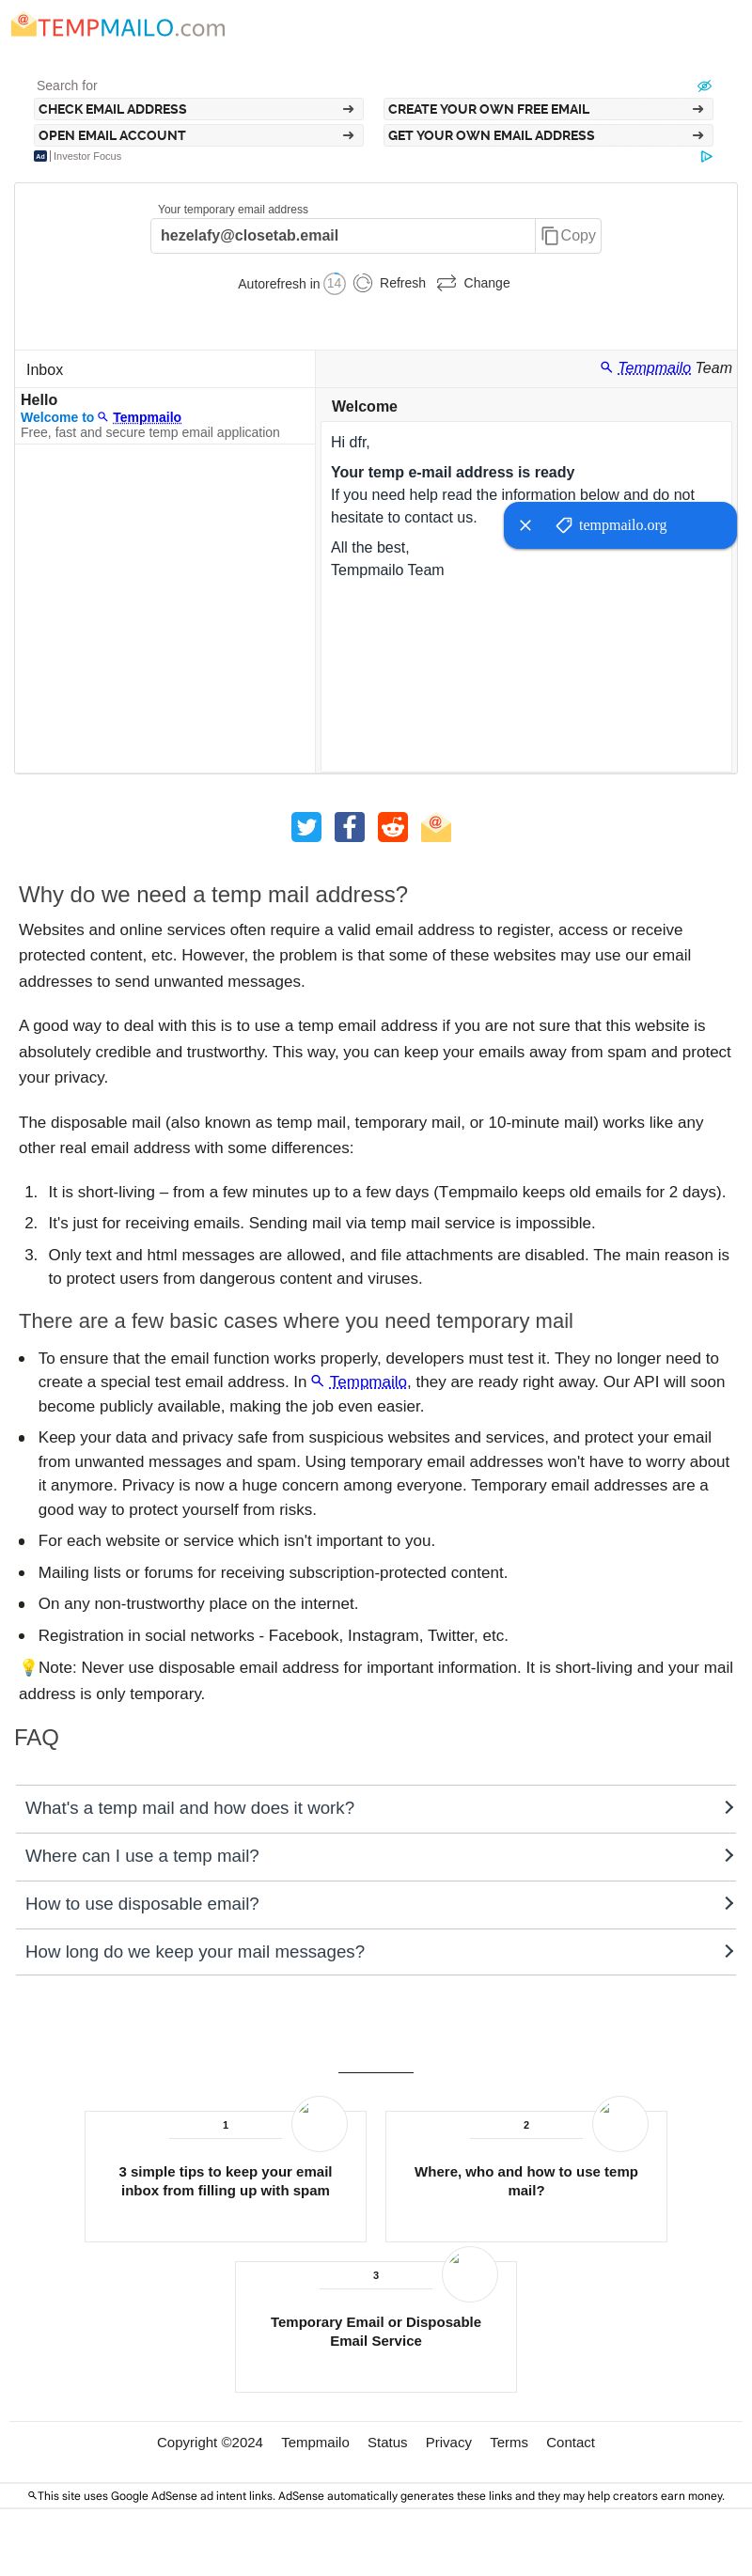 TEMPMAILO.com
Search for
CHECK EMAIL ADDRESS
CREATE YOUR OWN FREE EMAIL
OPEN EMAIL ACCOUNT
GET YOUR OWN EMAIL ADDRESS
Ad | Investor Focus
Your temporary email address
hezelafy@closetab.email
Copy
Autorefresh in 14 Refresh Change
Inbox
Tempmailo Team
Hello
Welcome to Tempmailo
Free, fast and secure temp email application
Welcome
Hi dfr,
Your temp e-mail address is ready
If you need help read the information below and do not
hesitate to contact us.
tempmailo.org
All the best,
Tempmailo Team
Why do we need a temp mail address?
Websites and online services often require a valid email address to register, access or receive
protected content, etc. However, the problem is that some of these websites may use our email
addresses to send unwanted messages.
A good way to deal with this is to use a temp email address if you are not sure that this website is
absolutely credible and trustworthy. This way, you can keep your emails away from spam and protect
your privacy.
The disposable mail (also known as temp mail, temporary mail, or 10-minute mail) works like any
other real email address with some differences:
1. It is short-living – from a few minutes up to a few days (Tempmailo keeps old emails for 2 days).
2. It's just for receiving emails. Sending mail via temp mail service is impossible.
3. Only text and html messages are allowed, and file attachments are disabled. The main reason is
to protect users from dangerous content and viruses.
There are a few basic cases where you need temporary mail
• To ensure that the email function works properly, developers must test it. They no longer need to
create a special test email address. In Tempmailo, they are ready right away. Our API will soon
become publicly available, making the job even easier.
• Keep your data and privacy safe from suspicious websites and services, and protect your email
from unwanted messages and spam. Using temporary email addresses won't have to worry about
it anymore. Privacy is now a huge concern among everyone. Temporary email addresses are a
good way to protect yourself from risks.
• For each website or service which isn't important to you.
• Mailing lists or forums for receiving subscription-protected content.
• On any non-trustworthy place on the internet.
• Registration in social networks - Facebook, Instagram, Twitter, etc.
💡Note: Never use disposable email address for important information. It is short-living and your mail
address is only temporary.
FAQ
What's a temp mail and how does it work?
Where can I use a temp mail?
How to use disposable email?
How long do we keep your mail messages?
1
3 simple tips to keep your email
inbox from filling up with spam
2
Where, who and how to use temp
mail?
3
Temporary Email or Disposable
Email Service
Copyright ©2024 Tempmailo Status Privacy Terms Contact
This site uses Google AdSense ad intent links. AdSense automatically generates these links and they may help creators earn money.